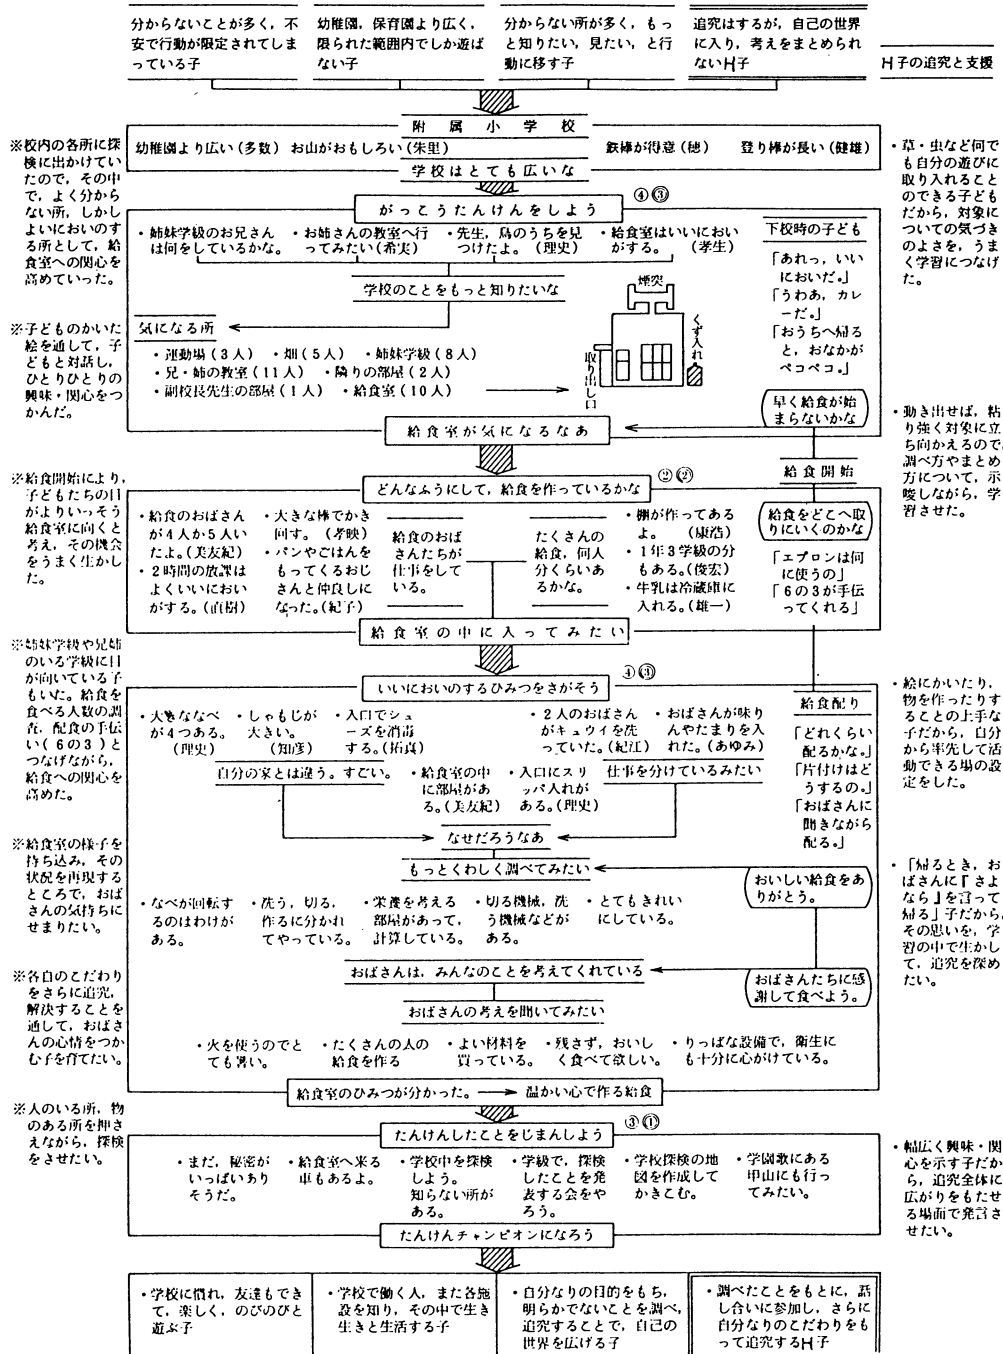 分からないことが多く，不
安で行動が限定されてしま
っている子
幼稚園，保育園より広く，
限られた範囲内でしか遊ば
ない子
分からない所が多く，もっ
と知りたい，見たい，と行
動に移す子
追究はするが，自己の世界
に入り，考えをまとめられ
ないH子
H子の追究と支援
附属小学校
幼稚園より広い(多数)
お山がおもしろい(朱里)
鉄棒が得意(穂)
登り棒が長い(健雄)
学校はとても広いな
※校内の各所に探
検に出かけてい
たので，その中
で，よく分から
ない所，しかし
よいにおいのす
る所として，給
食室への関心を
高めていった。
・草・虫など何で
も自分の遊びに
取り入れること
のできる子ども
だから，対象に
ついての気づき
のよさを，うま
く学習につなげ
た。
④③
がっこうたんけんをしよう
・姉妹学級のお兄さん
は何をしているかな。
・お姉さんの教室へ行
ってみたい(希実)
・先生，鳥のうちを見
つけたよ。(理史)
・給食室はいいにおい
がする。(孝生)
下校時の子ども
「あれっ，いい
においだ。」
「うわあ，カレ
ーだ。」
「おうちへ帰る
と，おなかが
ペコペコ。」
学校のことをもっと知りたいな
煙突
くず入れ
取り出し口
※子どものかいた
絵を通して，子
どもと対話し，
ひとりひとりの
興味・関心をつ
かんだ。
気になる所
・運動場(3人)
・畑(5人)
・姉妹学級(8人)
・兄・姉の教室(11人)
・隣りの部屋(2人)
・副校長先生の部屋(1人)
・給食室(10人)
早く給食が始
まらないかな
給食室が気になるなあ
・動き出せば，粘
り強く対象に立
ち向かえるので，
調べ方やまとめ
方について，示
唆しながら，学
習させた。
②②
給食開始
どんなふうにして，給食を作っているかな
※給食開始により，
子どもたちの目
がよりいっそう
給食室に向くと
考え，その機会
をうまく生かし
た。
・給食のおばさん
が4人か5人い
たよ。(美友紀)
・2時間の放課は
よくいいにおい
がする。(直樹)
・大きな棒でかき
回す。(孝映)
・パンやごはんを
もってくるおじ
さんと仲良しに
なった。(紀子)
給食のおば
さんたちが
仕事をして
いる。
たくさんの
給食，何人
分くらいあ
るかな。
・棚が作ってある
よ。(康浩)
・1年3学級の分
もある。(俊宏)
・牛乳は冷蔵庫に
入れる。(雄一)
給食をどこへ取
りにいくのかな
「エプロンは何
に使うの」
「6の3が手伝
ってくれる」
給食室の中に入ってみたい
※姉妹学級や兄姉
のいる学級に目
が向いている子
もいた。給食を
食べる人数の調
査，配食の手伝
い(6の3)と
つなげながら，
給食への関心を
高めた。
④③
いいにおいのするひみつをさがそう
・大きななべ
が4つある。
(理史)
・しゃもじが
大きい。
(知彦)
・入口でシュ
ーズを消毒
する。(拓真)
・2人のおばさん
がキュウイを洗
っていた。(紀江)
・おばさんが味り
んやたまりを入
れた。(あゆみ)
給食配り
「どれくらい
配るかな。」
「片付けはど
うするの。」
「おばさんに
聞きながら
配る。」
・絵にかいたり，
物を作ったりす
ることの上手な
子だから，自分
から率先して活
動できる場の設
定をした。
自分の家とは違う。すごい。
・給食室の中
に部屋があ
る。(美友紀)
・入口にスリ
ッパ入れが
ある。(理史)
仕事を分けているみたい
なぜだろうなあ
もっとくわしく調べてみたい
※給食室の様子を
持ち込み，その
状況を再現する
ところで，おば
さんの気持ちに
せまりたい。
・なべが回転す
るのはわけが
ある。
・洗う，切る，
作るに分かれ
てやっている。
・栄養を考える
部屋があって，
計算している。
・切る機械，洗
う機械などが
ある。
・とてもきれい
にしている。
おいしい給食をあ
りがとう。
・「帰るとき，お
ばさんに『さよ
なら』を言って
帰る」子だから，
その思いを，学
習の中で生かし
て，追究を深め
たい。
おばさんは，みんなのことを考えてくれている
おばさんたちに感
謝して食べよう。
おばさんの考えを聞いてみたい
※各自のこだわり
をさらに追究，
解決することを
通して，おばさ
んの心情をつか
む子を育てたい。
・火を使うのでと
ても暑い。
・たくさんの人の
給食を作る
・よい材料を
買っている。
・残さず，おいし
く食べて欲しい。
・りっぱな設備で，衛生に
も十分に心がけている。
給食室のひみつが分かった。
温かい心で作る給食
③①
たんけんしたことをじまんしよう
※人のいる所，物
のある所を押さ
えながら，探検
をさせたい。
・まだ，秘密が
いっぱいあり
そうだ。
・給食室へ来る
車もあるよ。
・学校中を探検
しよう。
知らない所が
ある。
・学級で，探検
したことを発
表する会をや
ろう。
・学校探検の地
図を作成して
かきこむ。
・学園歌にある
甲山にも行っ
てみたい。
・幅広く興味・関
心を示す子だか
ら，追究全体に
広がりをもたせ
る場面で発言さ
せたい。
たんけんチャンピオンになろう
・学校に慣れ，友達もでき
て，楽しく，のびのびと
遊ぶ子
・学校で働く人，また各施
設を知り，その中で生き
生きと生活する子
・自分なりの目的をもち，
明らかでないことを調べ，
追究することで，自己の
世界を広げる子
・調べたことをもとに，話
し合いに参加し，さらに
自分なりのこだわりをも
って追究するH子